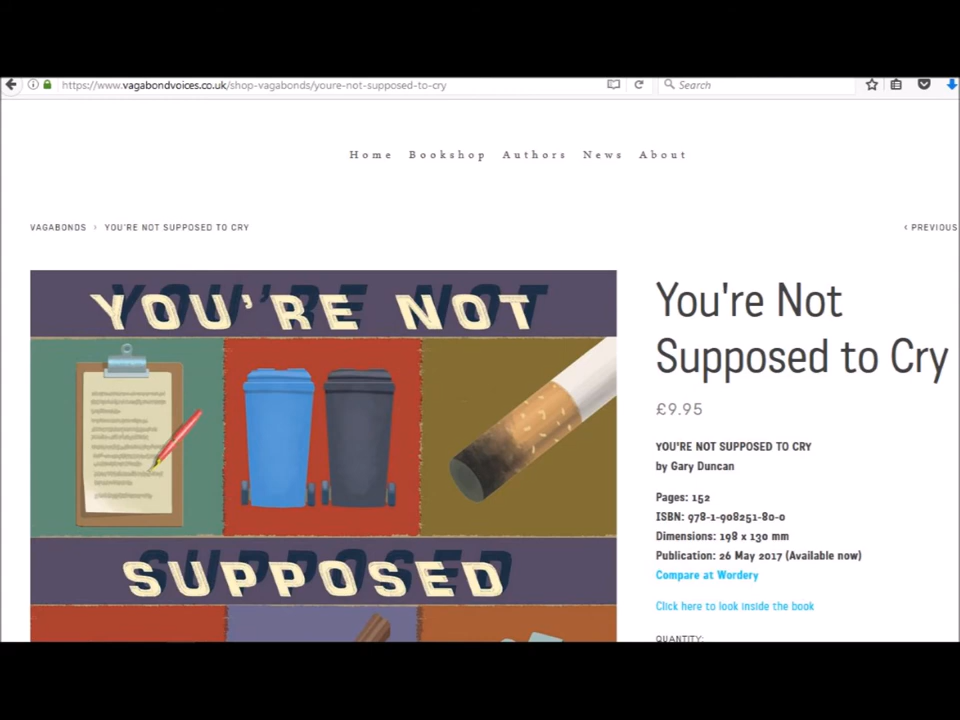 https://www.vagabondvoices.co.uk/shop-vagabonds/youre-not-supposed-to-cry
Search
Home Bookshop Authors News About
VAGABONDS › YOU'RE NOT SUPPOSED TO CRY
‹ PREVIOUS
YOU'RE NOT
SUPPOSED
You're Not
Supposed to Cry
£9.95
YOU'RE NOT SUPPOSED TO CRY
by Gary Duncan
Pages: 152
ISBN: 978-1-908251-80-0
Dimensions: 198 x 130 mm
Publication: 26 May 2017 (Available now)
Compare at Wordery
Click here to look inside the book
QUANTITY: